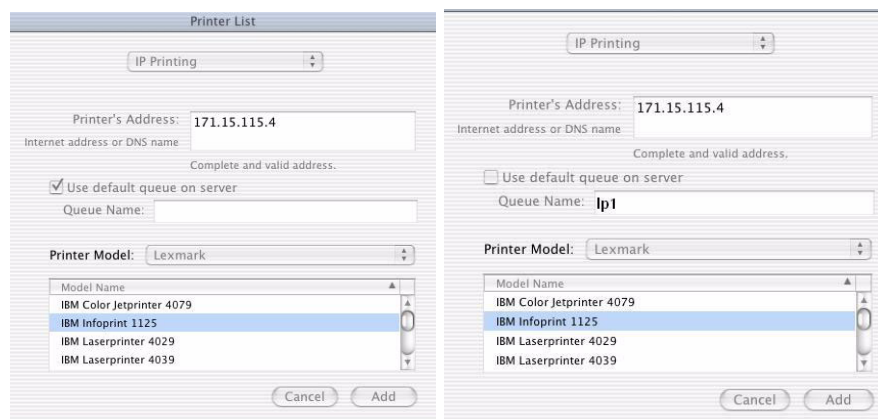 Printer List
IP Printing
Printer's Address: 171.15.115.4
Internet address or DNS name
Complete and valid address.
Use default queue on server
Queue Name:
Printer Model: Lexmark
Model Name
IBM Color Jetprinter 4079
IBM Infoprint 1125
IBM Laserprinter 4029
IBM Laserprinter 4039
Cancel Add
IP Printing
Printer's Address: 171.15.115.4
Internet address or DNS name
Complete and valid address.
Use default queue on server
Queue Name: lp1
Printer Model: Lexmark
Model Name
IBM Color Jetprinter 4079
IBM Infoprint 1125
IBM Laserprinter 4029
IBM Laserprinter 4039
Cancel Add